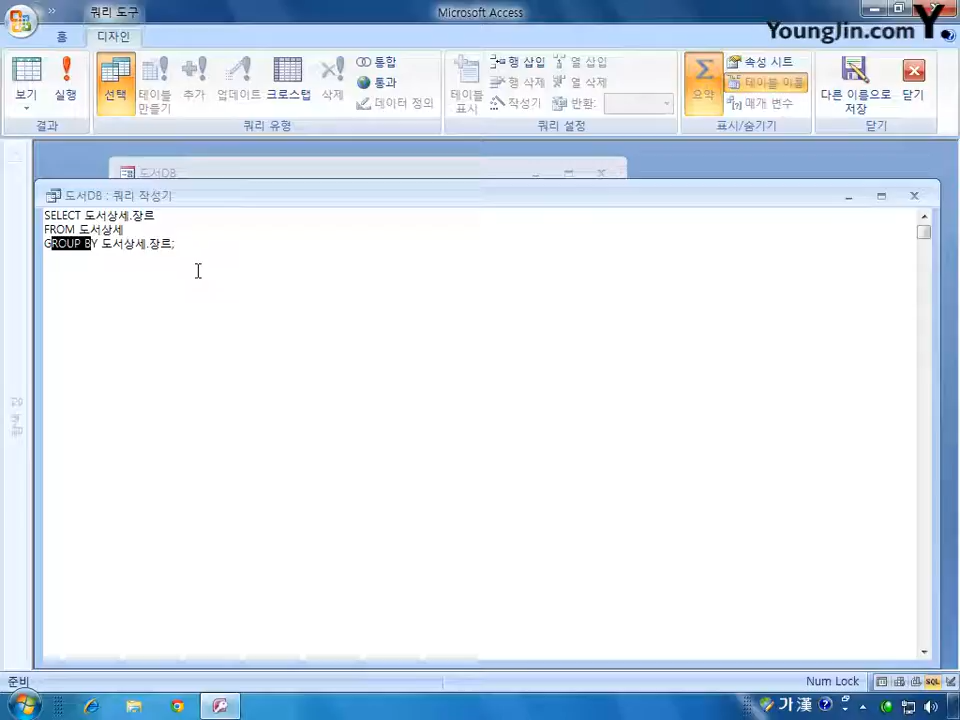 쿼리 도구
Microsoft Access
YoungJin.com Y.
홈
디자인
보기
실행
선택
테이블 만들기
추가
업데이트
크로스탭
삭제
통합
통과
데이터 정의
테이블 표시
행 삽입
행 삭제
작성기
열 삽입
열 삭제
반환:
요약
속성 시트
테이블 이름
매개 변수
다른 이름으로 저장
닫기
결과
쿼리 유형
쿼리 설정
표시/숨기기
닫기
도서DB
도서DB : 쿼리 작성기
SELECT 도서상세.장르
FROM 도서상세
GROUP BY 도서상세.장르;
준비
Num Lock
SQL
가 漢